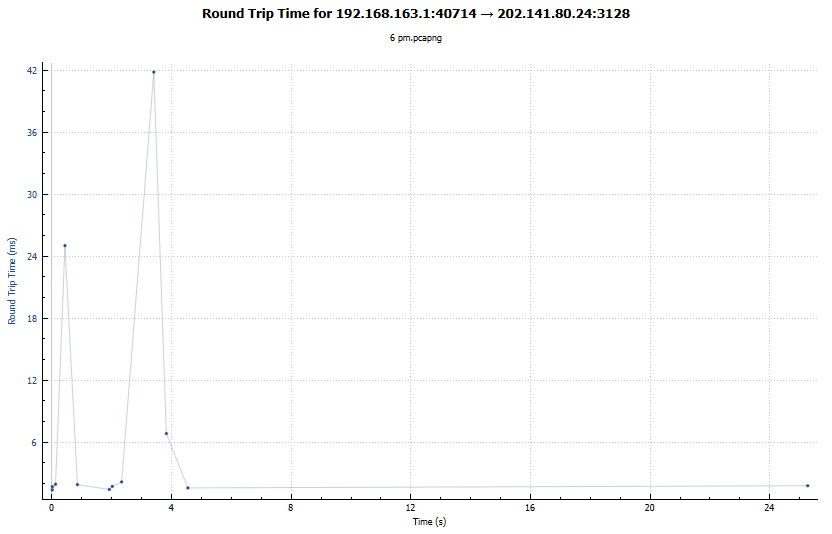 Round Trip Time for 192.168.163.1:40714 → 202.141.80.24:3128
6 pm.pcapng
Round Trip Time (ms)
42
36
30
24
18
12
6
0 4 8 12 16 20 24
Time (s)